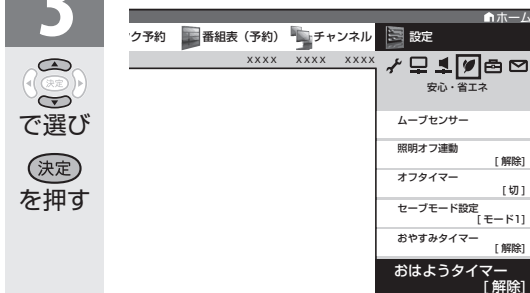 3
決定
で選び
決定
を押す
ホーム
ク予約 番組表（予約） チャンネル 設定
XXXX XXXX XXXX
安心・省エネ
ムーブセンサー
照明オフ連動
[解除]
オフタイマー
[切]
セーブモード設定
[モード1]
おやすみタイマー
[解除]
おはようタイマー
[解除]